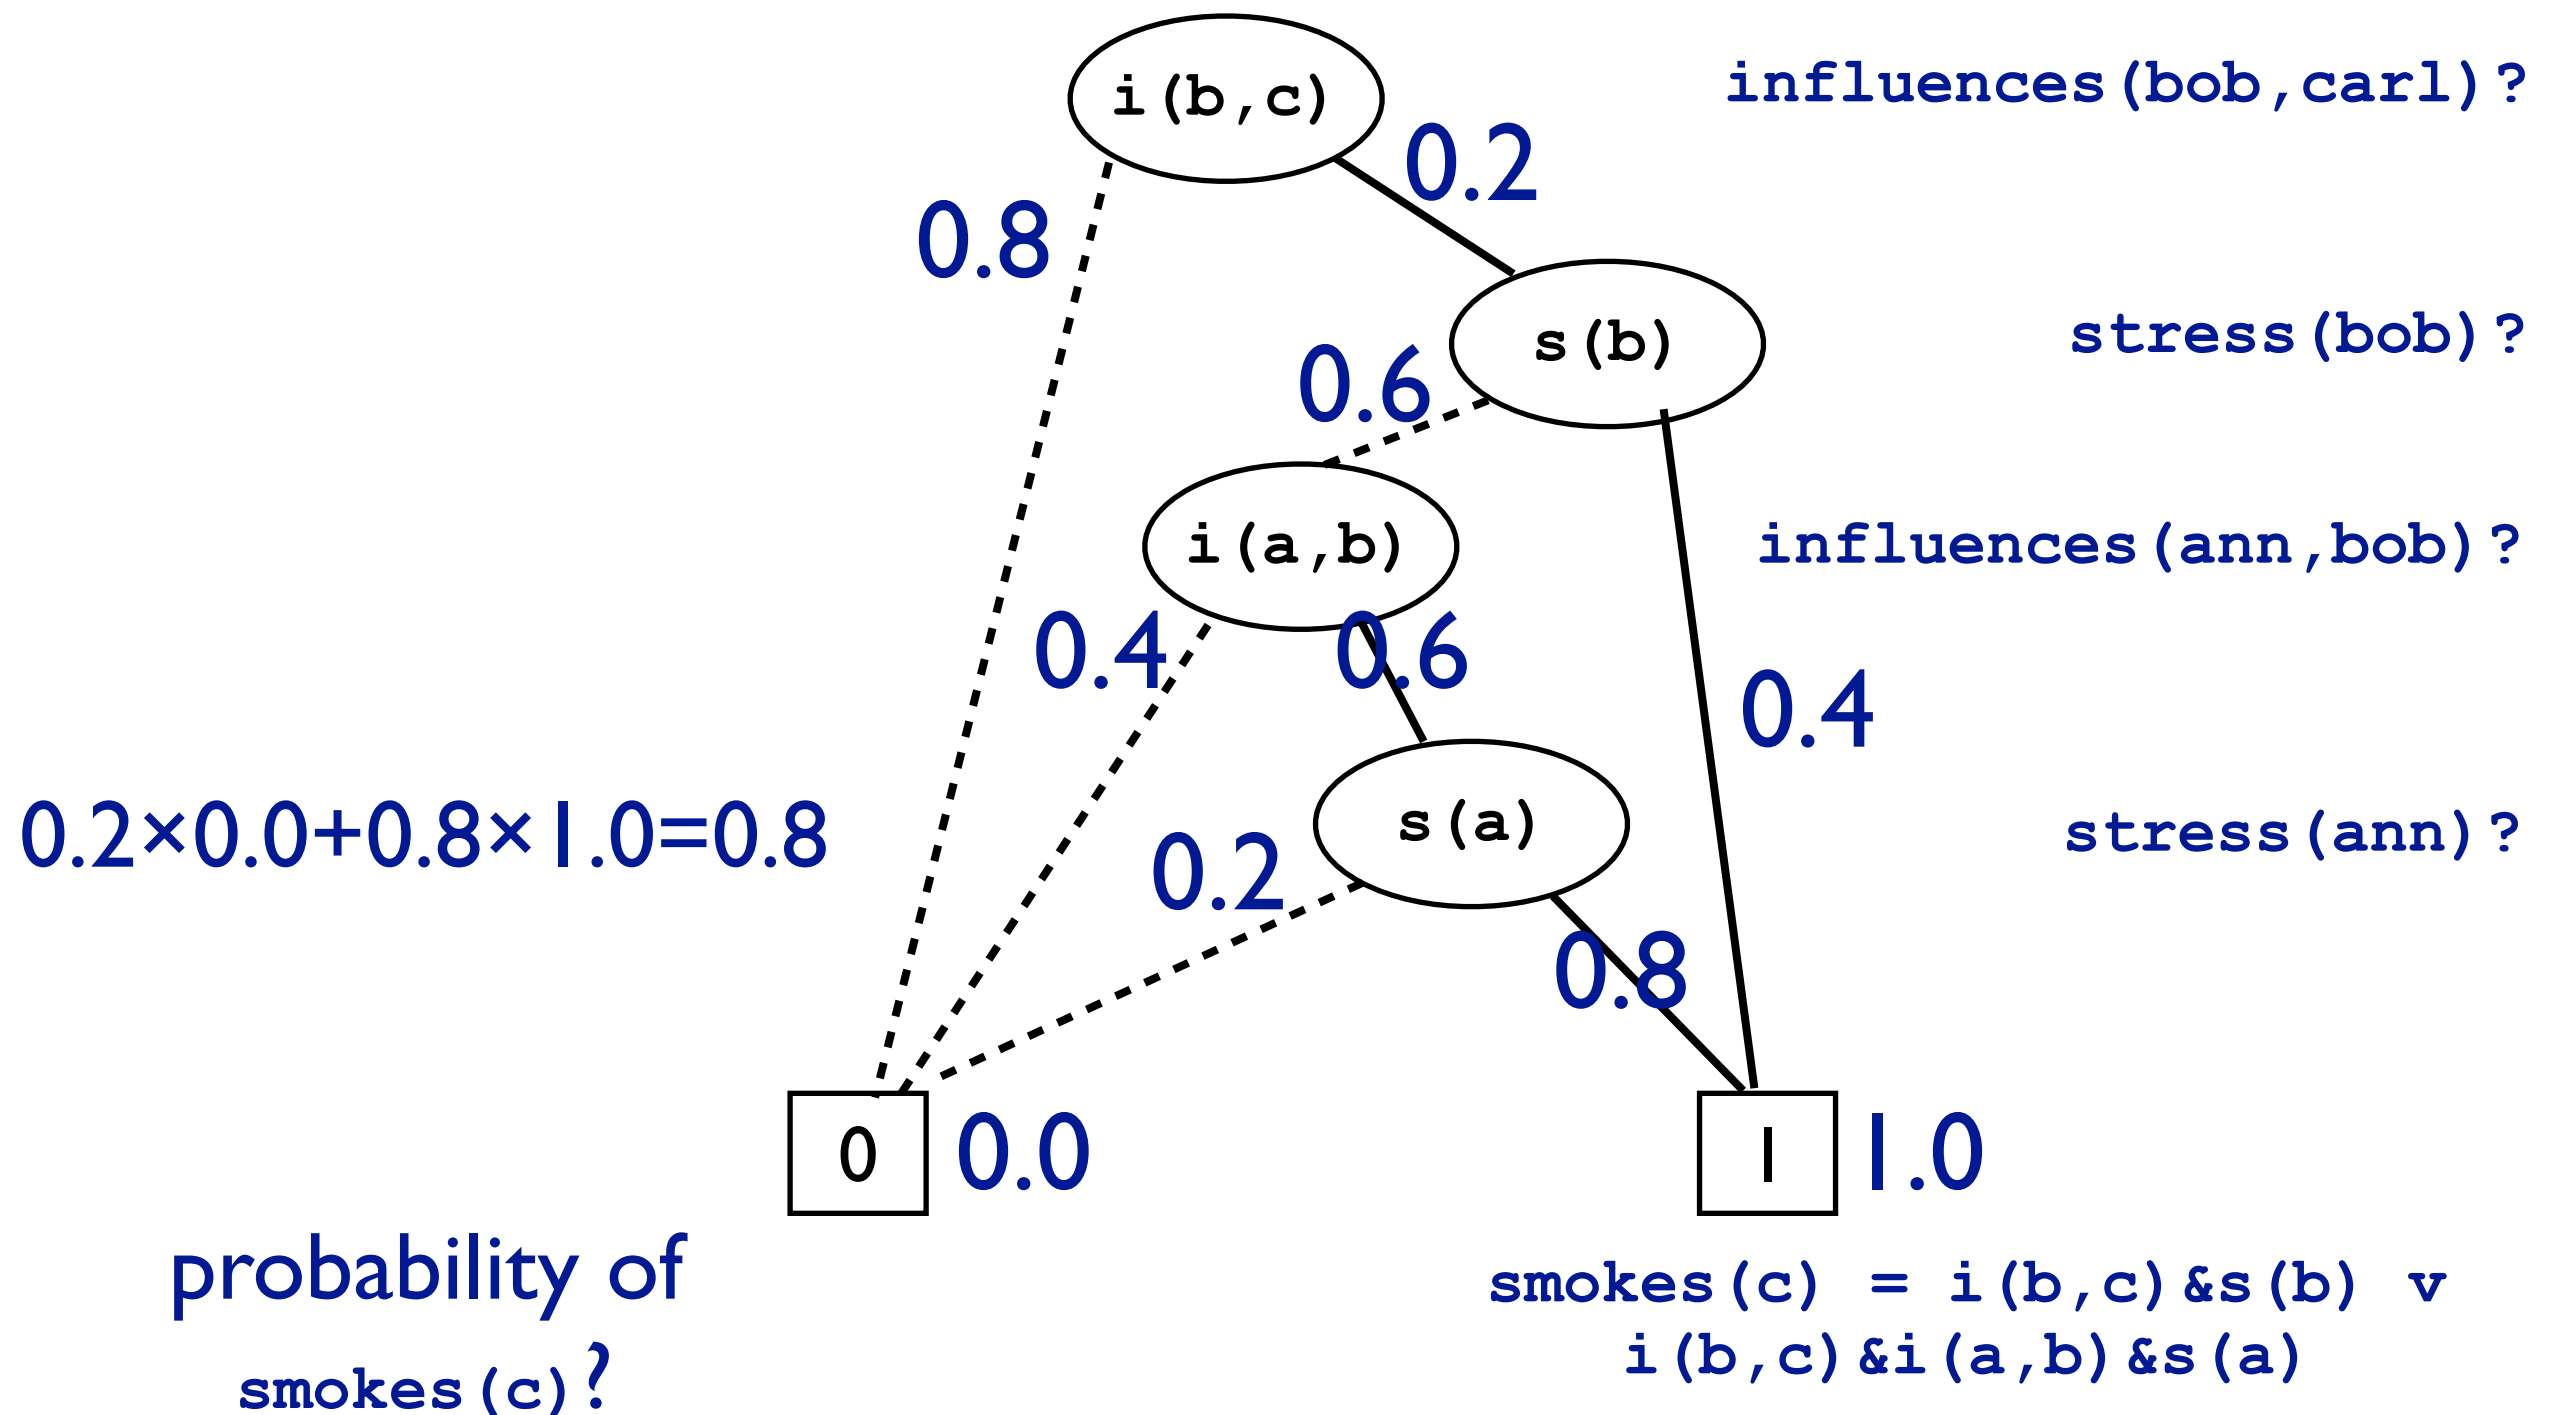 i(b,c)
influences(bob,carl)?
0.2
0.8
s(b)
stress(bob)?
0.6
i(a,b)
influences(ann,bob)?
0.4
0.6
0.4
0.2×0.0+0.8×1.0=0.8
s(a)
stress(ann)?
0.2
0.8
0
0.0
1
1.0
probability of
smokes(c)?
smokes(c) = i(b,c)&s(b) v
i(b,c)&i(a,b)&s(a)